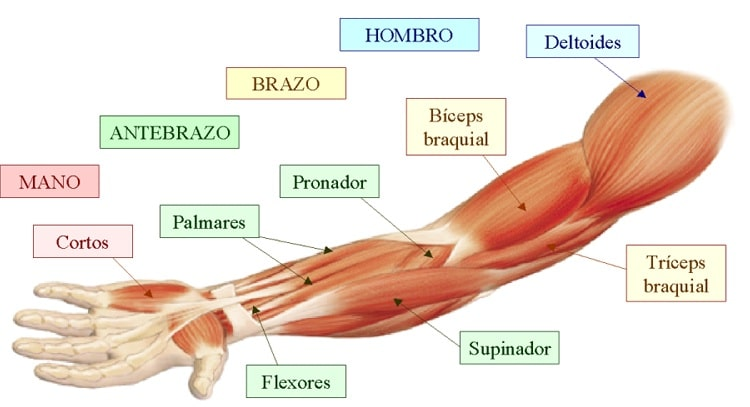 HOMBRO
Deltoides
BRAZO
Bíceps
braquial
ANTEBRAZO
MANO
Pronador
Palmares
Cortos
Tríceps
braquial
Supinador
Flexores